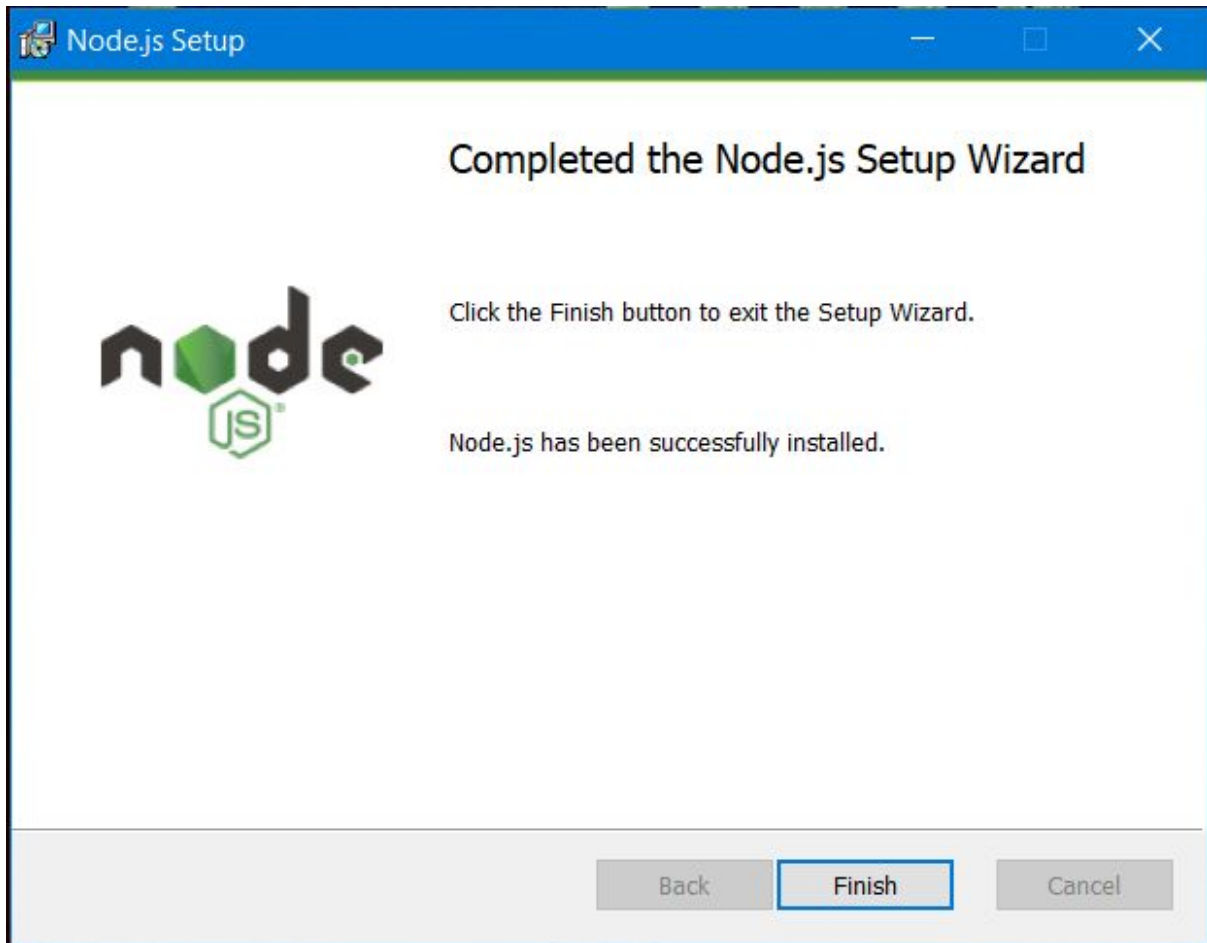 Node.js Setup
Completed the Node.js Setup Wizard
Click the Finish button to exit the Setup Wizard.
node
JS®
Node.js has been successfully installed.
Back
Finish
Cancel